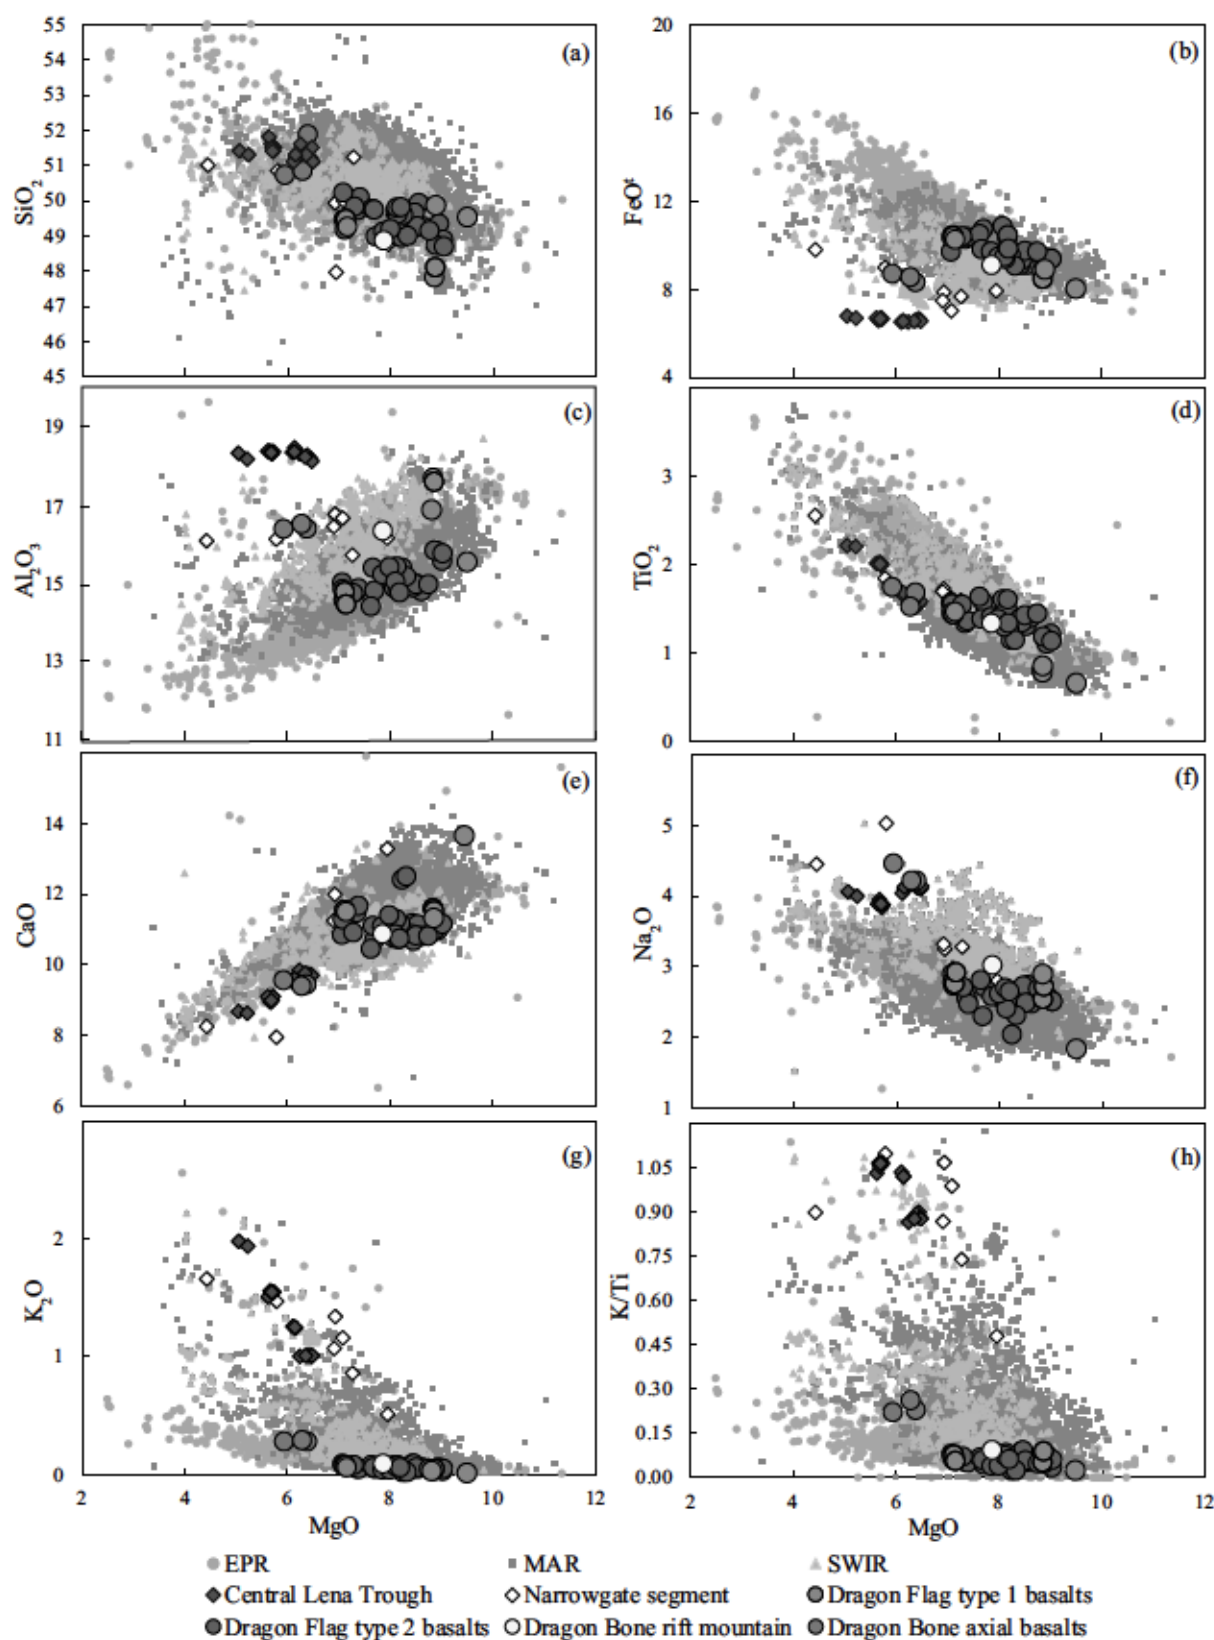 55
54
53
52
51
50
49
48
47
46
45
SiO2
(a)
20
16
12
8
4
FeOt
(b)
19
17
15
13
11
Al2O3
(c)
3
2
1
0
TiO2
(d)
14
12
10
8
6
CaO
(e)
5
4
3
2
1
Na2O
(f)
2
1
0
K2O
(g)
2 4 6 8 10 12
MgO
1.05
0.90
0.75
0.60
0.45
0.30
0.15
0.00
K/Ti
(h)
2 4 6 8 10 12
MgO
EPR MAR SWIR
Central Lena Trough Narrowgate segment Dragon Flag type 1 basalts
Dragon Flag type 2 basalts Dragon Bone rift mountain Dragon Bone axial basalts